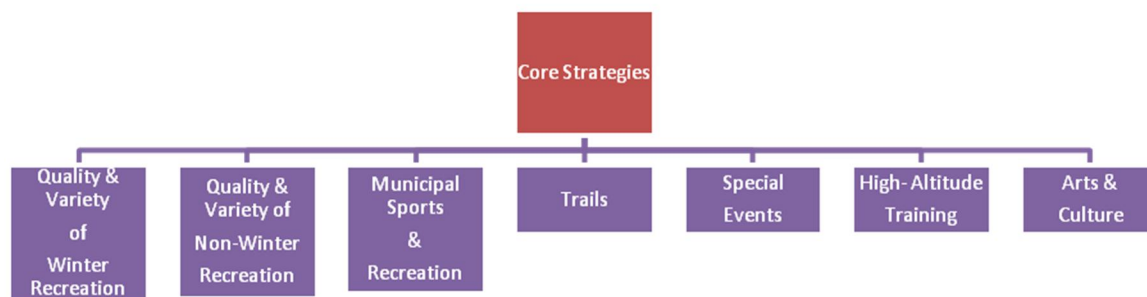 Core Strategies
Quality &
Variety
of
Winter
Recreation
Quality &
Variety of
Non-Winter
Recreation
Municipal
Sports
&
Recreation
Trails
Special
Events
High- Altitude
Training
Arts &
Culture